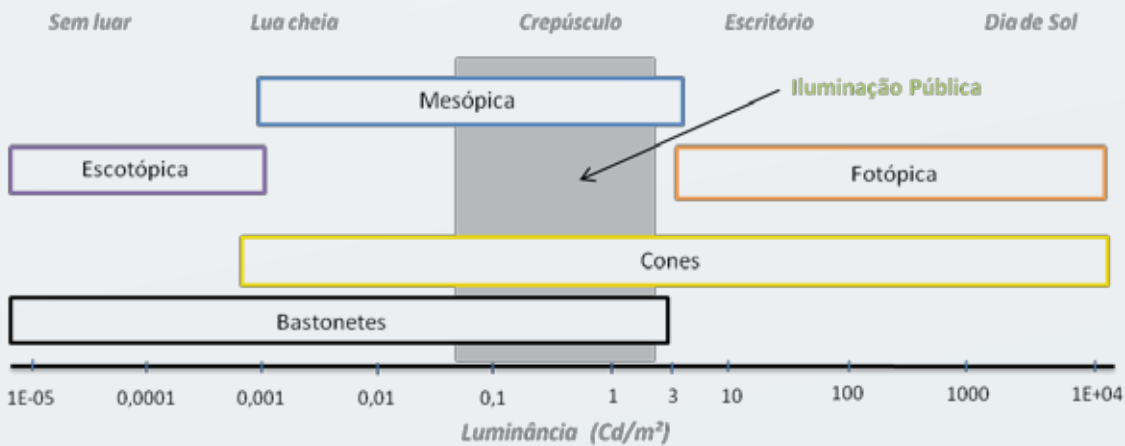 Sem luar Lua cheia Crepúsculo Escritório Dia de Sol
Mesópica
Iluminação Pública
Escotópica
Fotópica
Cones
Bastonetes
1E-05 0,0001 0,001 0,01 0,1 1 3 10 100 1000 1E+04
Luminância (Cd/m²)